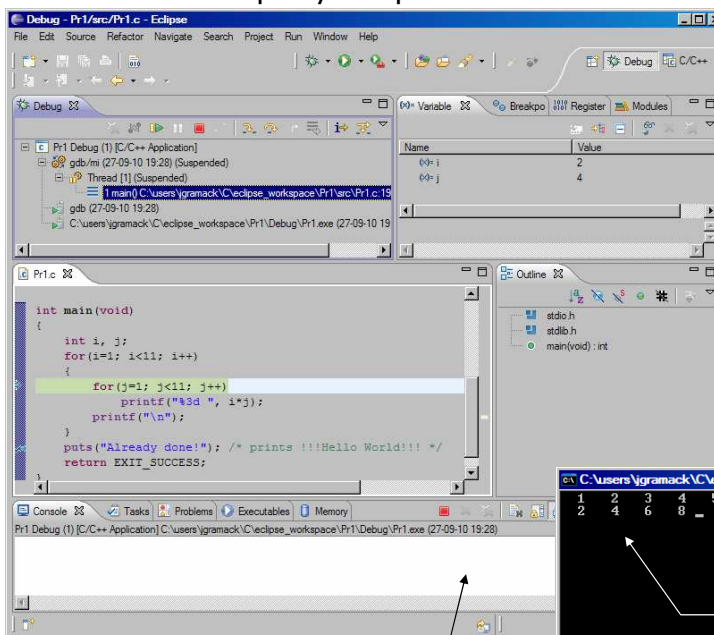 Debug - Pr1/src/Pr1.c - Eclipse
File Edit Source Refactor Navigate Search Project Run Window Help
Debug C/C++
Debug
Pr1 Debug (1) [C/C++ Application]
gdb/mi (27-09-10 19:28) (Suspended)
Thread [1] (Suspended)
1 main() C:\users\jgramack\C\eclipse_workspace\Pr1\src\Pr1.c:19
gdb (27-09-10 19:28)
C:\users\jgramack\C\eclipse_workspace\Pr1\Debug\Pr1.exe (27-09-10 19
(x)= Variable Breakpo Register Modules
Name Value
(x)= i 2
(x)= j 4
Pr1.c
int main(void)
{
int i, j;
for(i=1; i<11; i++)
{
for(j=1; j<11; j++)
printf("%3d ", i*j);
printf("\n");
}
puts("Already done!"); /* prints !!!Hello World!!! */
return EXIT_SUCCESS;
}
Outline
stdio.h
stdlib.h
main(void) : int
Console Tasks Problems Executables Memory
Pr1 Debug (1) [C/C++ Application] C:\users\jgramack\C\eclipse_workspace\Pr1\Debug\Pr1.exe (27-09-10 19:28)
C:\users\jgramack\C\e
1 2 3 4 5
2 4 6 8 _